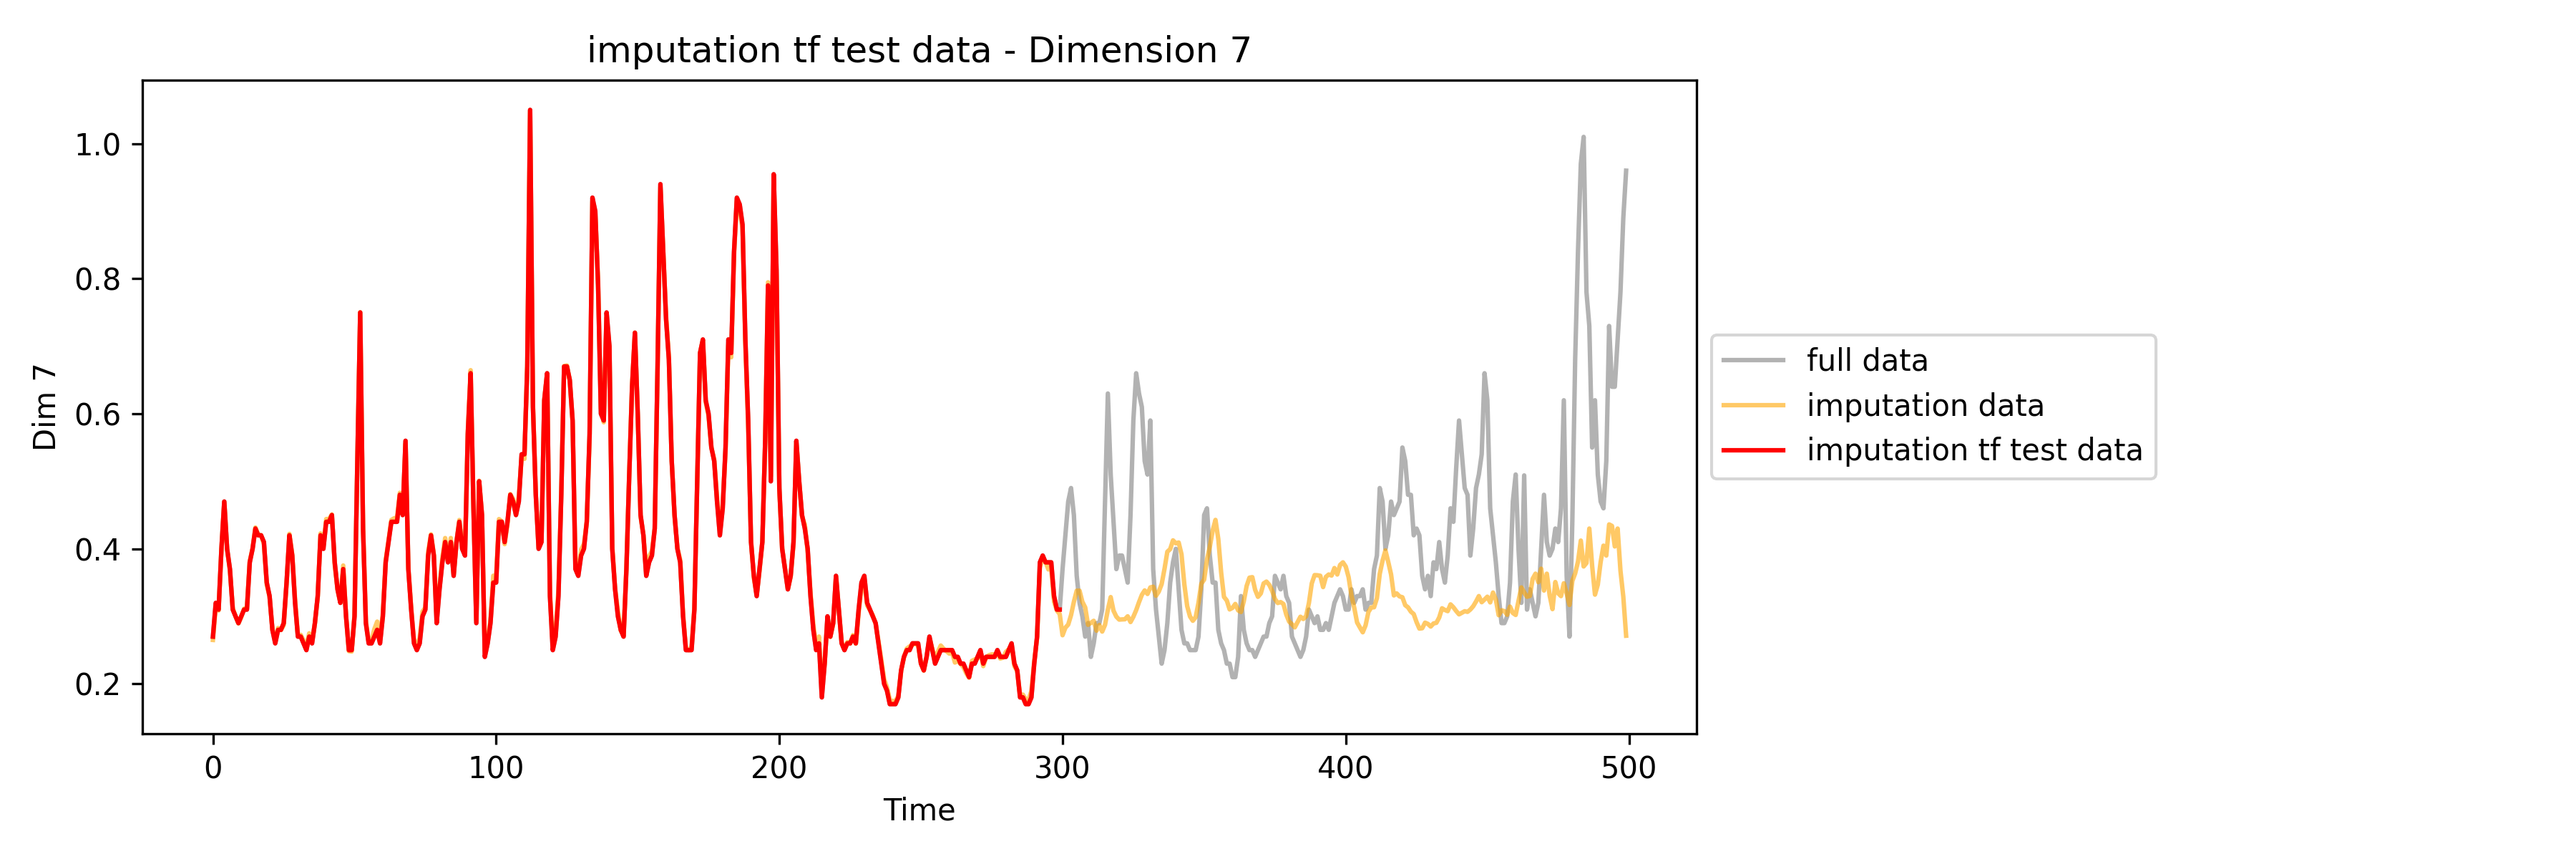 imputation tf test data - Dimension 7
1.0
0.8
0.6
0.4
0.2
Dim 7
0 100 200 300 400 500
Time
full data
imputation data
imputation tf test data